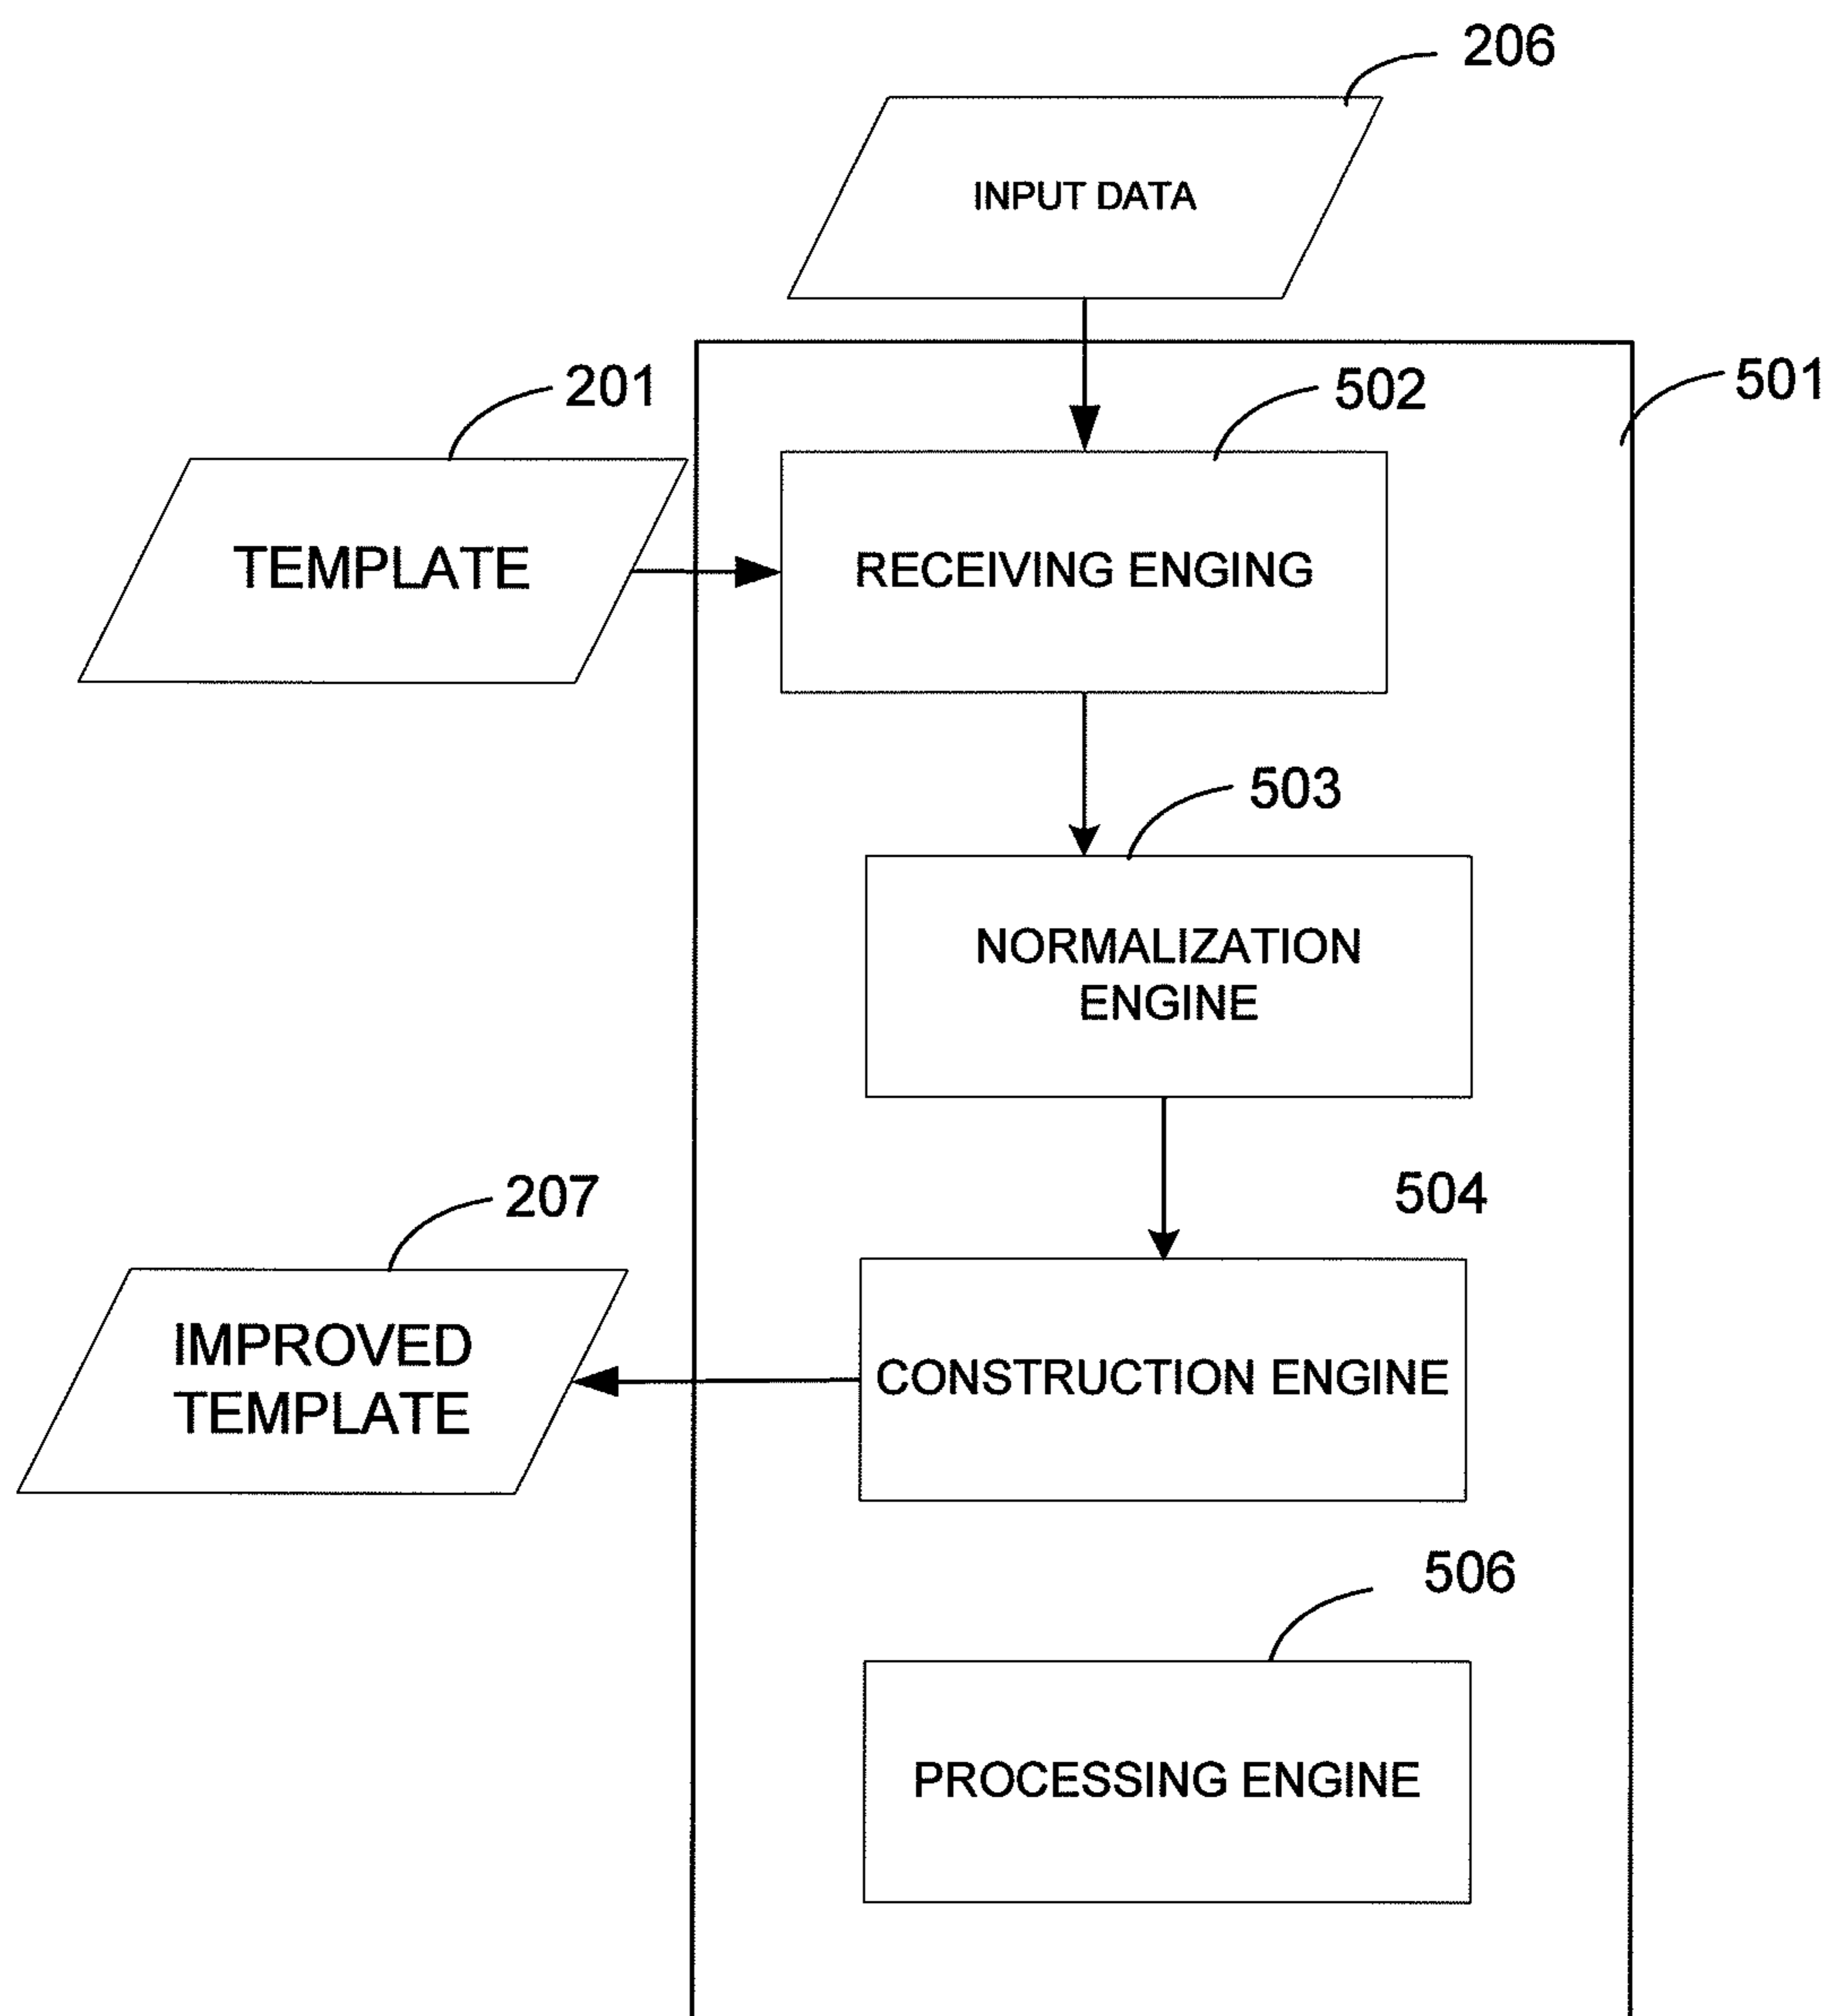 206
INPUT DATA
201
502
501
TEMPLATE
RECEIVING ENGING
503
NORMALIZATION
ENGINE
504
207
IMPROVED
TEMPLATE
CONSTRUCTION ENGINE
506
PROCESSING ENGINE